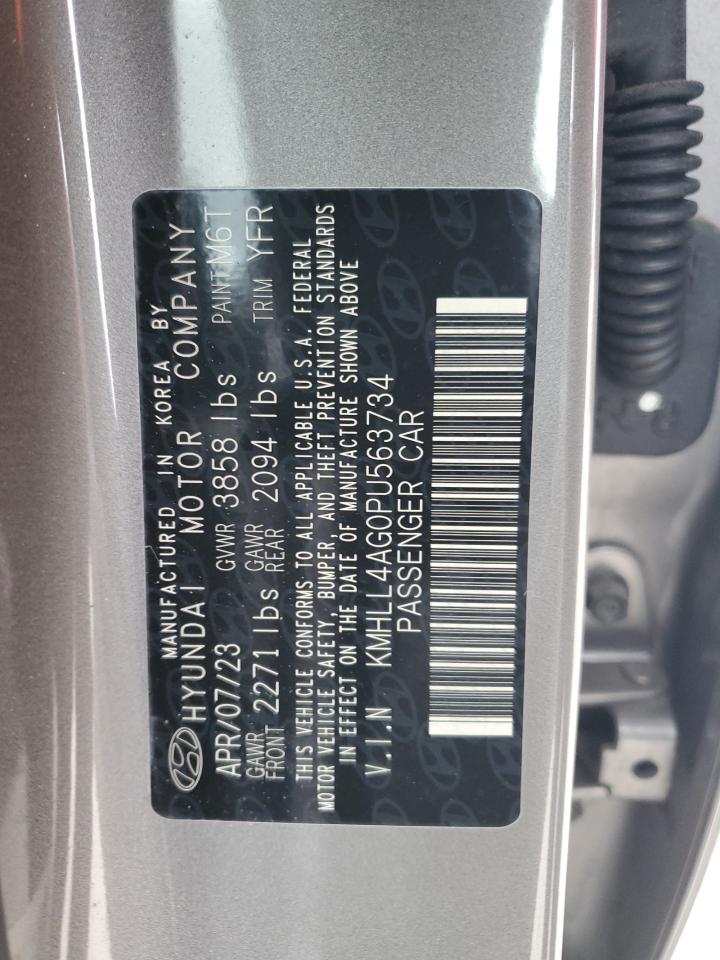 MANUFACTURED IN KOREA BY
HYUNDAI MOTOR COMPANY
APR/07/23 GVWR 3858 lbs PAINT M6T
GAWR FRONT 2271 lbs GAWR REAR 2094 lbs TRIM YFR
THIS VEHICLE CONFORMS TO ALL APPLICABLE U.S.A. FEDERAL
MOTOR VEHICLE SAFETY, BUMPER, AND THEFT PREVENTION STANDARDS
IN EFFECT ON THE DATE OF MANUFACTURE SHOWN ABOVE
V.I.N KMHLL4AG0PU563734
PASSENGER CAR